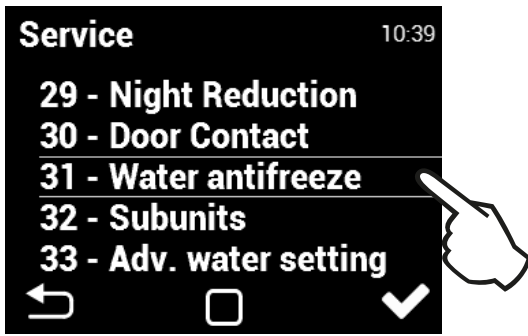 Service 10:39
29 - Night Reduction
30 - Door Contact
31 - Water antifreeze
32 - Subunits
33 - Adv. water setting